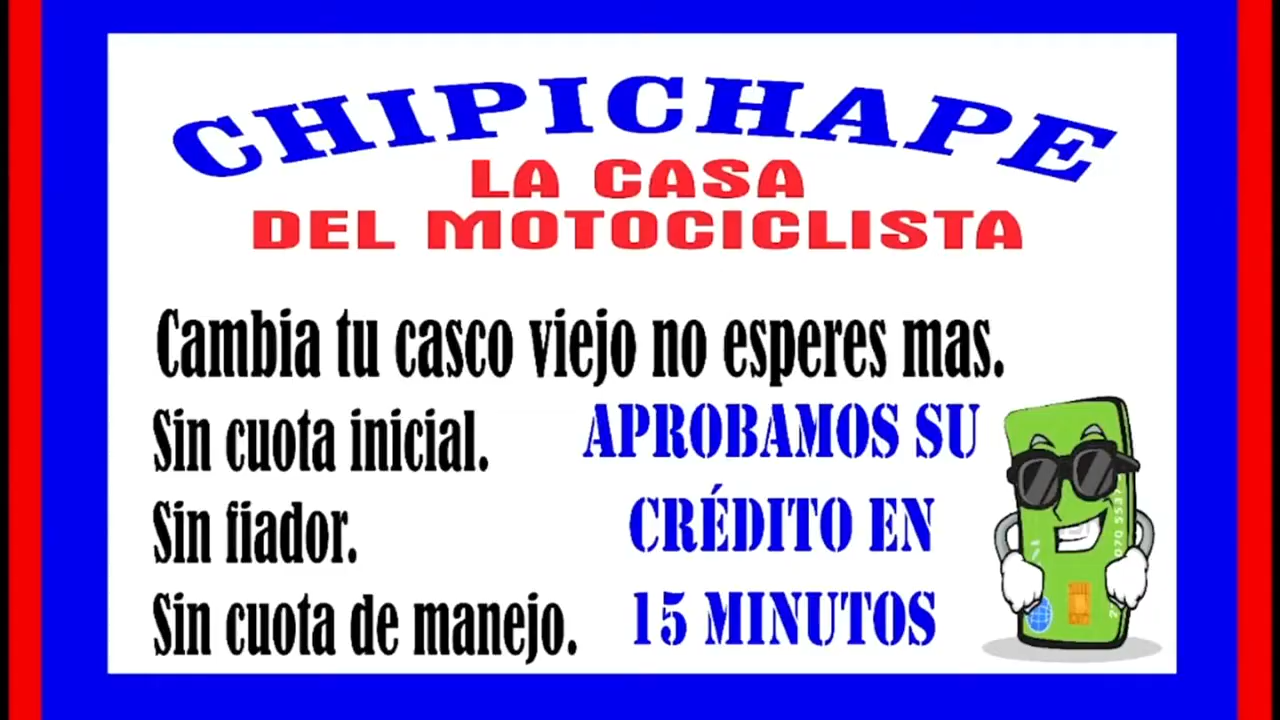 CHIPICHAPE
LA CASA
DEL MOTOCICLISTA
Cambia tu casco viejo no esperes mas.
Sin cuota inicial.
Sin fiador.
Sin cuota de manejo.
APROBAMOS SU
CRÉDITO EN
15 MINUTOS